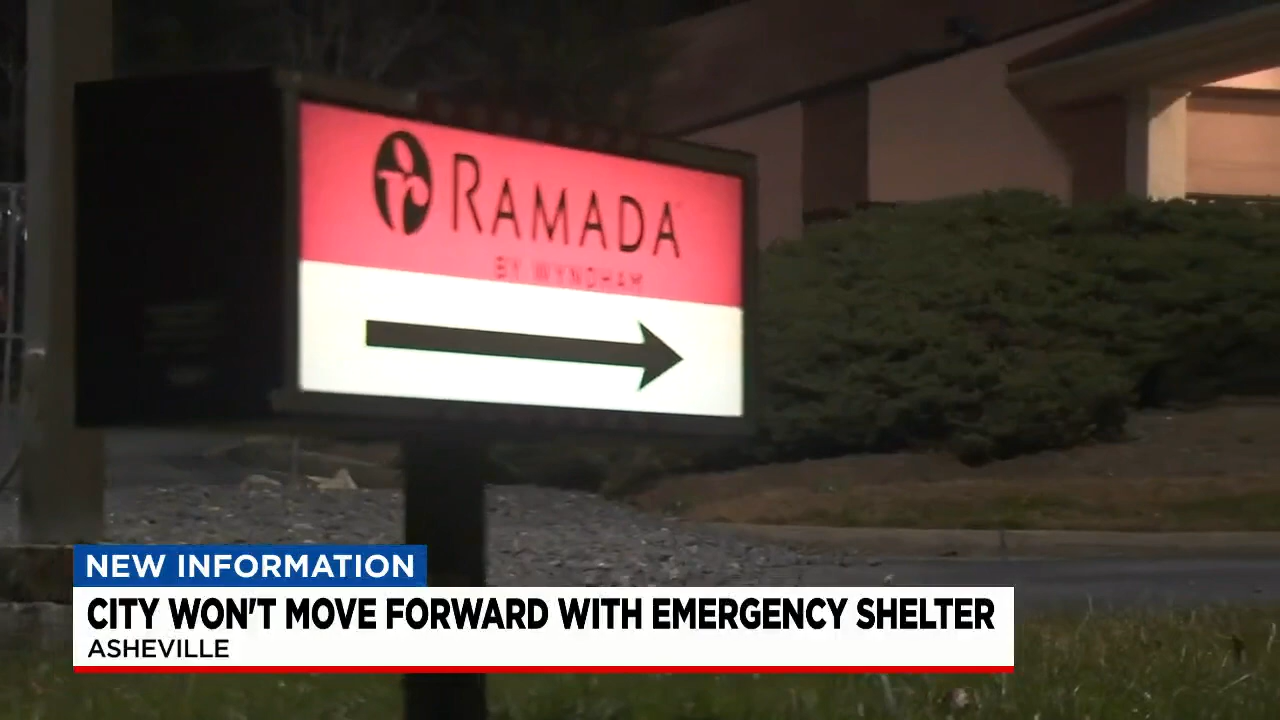 r
RAMADA
BY WYNDHAM
NEW INFORMATION
CITY WON'T MOVE FORWARD WITH EMERGENCY SHELTER
ASHEVILLE